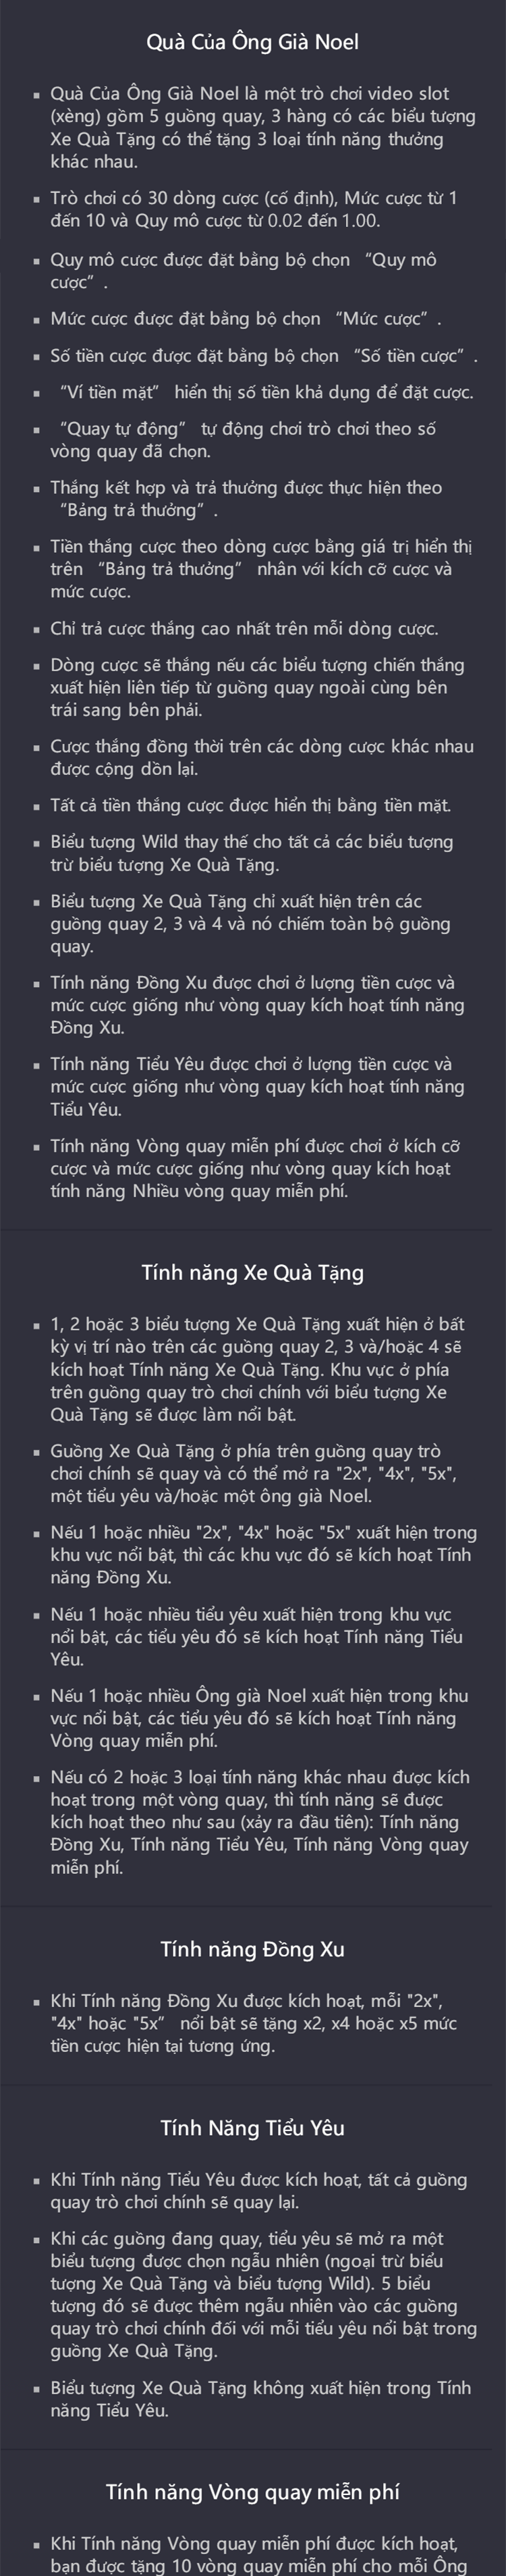 Quà Của Ông Già Noel
▪ Quà Của Ông Già Noel là một trò chơi video slot
(xèng) gồm 5 guồng quay, 3 hàng có các biểu tượng
Xe Quà Tặng có thể tặng 3 loại tính năng thưởng
khác nhau.
▪ Trò chơi có 30 dòng cược (cố định), Mức cược từ 1
đến 10 và Quy mô cược từ 0.02 đến 1.00.
▪ Quy mô cược được đặt bằng bộ chọn “Quy mô
cược” .
▪ Mức cược được đặt bằng bộ chọn “Mức cược” .
▪ Số tiền cược được đặt bằng bộ chọn “Số tiền cược” .
▪ “Ví tiền mặt” hiển thị số tiền khả dụng để đặt cược.
▪ “Quay tự động” tự động chơi trò chơi theo số
vòng quay đã chọn.
▪ Thắng kết hợp và trả thưởng được thực hiện theo
“Bảng trả thưởng” .
▪ Tiền thắng cược theo dòng cược bằng giá trị hiển thị
trên “Bảng trả thưởng” nhân với kích cỡ cược và
mức cược.
▪ Chỉ trả cược thắng cao nhất trên mỗi dòng cược.
▪ Dòng cược sẽ thắng nếu các biểu tượng chiến thắng
xuất hiện liên tiếp từ guồng quay ngoài cùng bên
trái sang bên phải.
▪ Cược thắng đồng thời trên các dòng cược khác nhau
được cộng dồn lại.
▪ Tất cả tiền thắng cược được hiển thị bằng tiền mặt.
▪ Biểu tượng Wild thay thế cho tất cả các biểu tượng
trừ biểu tượng Xe Quà Tặng.
▪ Biểu tượng Xe Quà Tặng chỉ xuất hiện trên các
guồng quay 2, 3 và 4 và nó chiếm toàn bộ guồng
quay.
▪ Tính năng Đồng Xu được chơi ở lượng tiền cược và
mức cược giống như vòng quay kích hoạt tính năng
Đồng Xu.
▪ Tính năng Tiểu Yêu được chơi ở lượng tiền cược và
mức cược giống như vòng quay kích hoạt tính năng
Tiểu Yêu.
▪ Tính năng Vòng quay miễn phí được chơi ở kích cỡ
cược và mức cược giống như vòng quay kích hoạt
tính năng Nhiều vòng quay miễn phí.
Tính năng Xe Quà Tặng
▪ 1, 2 hoặc 3 biểu tượng Xe Quà Tặng xuất hiện ở bất
kỳ vị trí nào trên các guồng quay 2, 3 và/hoặc 4 sẽ
kích hoạt Tính năng Xe Quà Tặng. Khu vực ở phía
trên guồng quay trò chơi chính với biểu tượng Xe
Quà Tặng sẽ được làm nổi bật.
▪ Guồng Xe Quà Tặng ở phía trên guồng quay trò
chơi chính sẽ quay và có thể mở ra "2x", "4x", "5x",
một tiểu yêu và/hoặc một ông già Noel.
▪ Nếu 1 hoặc nhiều "2x", "4x" hoặc "5x" xuất hiện trong
khu vực nổi bật, thì các khu vực đó sẽ kích hoạt Tính
năng Đồng Xu.
▪ Nếu 1 hoặc nhiều tiểu yêu xuất hiện trong khu vực
nổi bật, các tiểu yêu đó sẽ kích hoạt Tính năng Tiểu
Yêu.
▪ Nếu 1 hoặc nhiều Ông già Noel xuất hiện trong khu
vực nổi bật, các tiểu yêu đó sẽ kích hoạt Tính năng
Vòng quay miễn phí.
▪ Nếu có 2 hoặc 3 loại tính năng khác nhau được kích
hoạt trong một vòng quay, thì tính năng sẽ được
kích hoạt theo như sau (xảy ra đầu tiên): Tính năng
Đồng Xu, Tính năng Tiểu Yêu, Tính năng Vòng quay
miễn phí.
Tính năng Đồng Xu
▪ Khi Tính năng Đồng Xu được kích hoạt, mỗi "2x",
"4x" hoặc "5x” nổi bật sẽ tặng x2, x4 hoặc x5 mức
tiền cược hiện tại tương ứng.
Tính Năng Tiểu Yêu
▪ Khi Tính năng Tiểu Yêu được kích hoạt, tất cả guồng
quay trò chơi chính sẽ quay lại.
▪ Khi các guồng đang quay, tiểu yêu sẽ mở ra một
biểu tượng được chọn ngẫu nhiên (ngoại trừ biểu
tượng Xe Quà Tặng và biểu tượng Wild). 5 biểu
tượng đó sẽ được thêm ngẫu nhiên vào các guồng
quay trò chơi chính đối với mỗi tiểu yêu nổi bật trong
guồng Xe Quà Tặng.
▪ Biểu tượng Xe Quà Tặng không xuất hiện trong Tính
năng Tiểu Yêu.
Tính năng Vòng quay miễn phí
▪ Khi Tính năng Vòng quay miễn phí được kích hoạt,
bạn được tặng 10 vòng quay miễn phí cho mỗi Ông